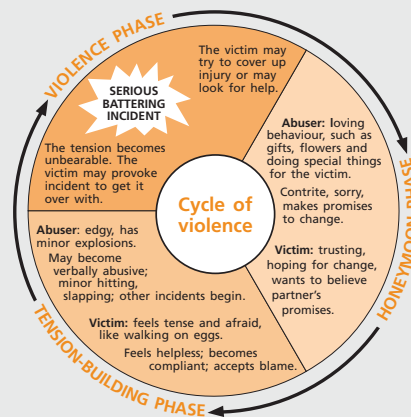 VIOLENCE PHASE
The victim may
try to cover up
injury or may
look for help.
SERIOUS
BATTERING
INCIDENT
The tension becomes
unbearable. The
victim may provoke
incident to get it
over with.
HONEYMOON PHASE
Abuser: loving
behaviour, such as
gifts, flowers and
doing special things
for the victim.
Contrite, sorry,
makes promises
to change.
Victim: trusting,
hoping for change,
wants to believe
partner's
promises.
Cycle of
violence
TENSION-BUILDING PHASE
Abuser: edgy, has
minor explosions.
May become
verbally abusive;
minor hitting,
slapping; other incidents begin.
Victim: feels tense and afraid,
like walking on eggs.
Feels helpless; becomes
compliant; accepts blame.